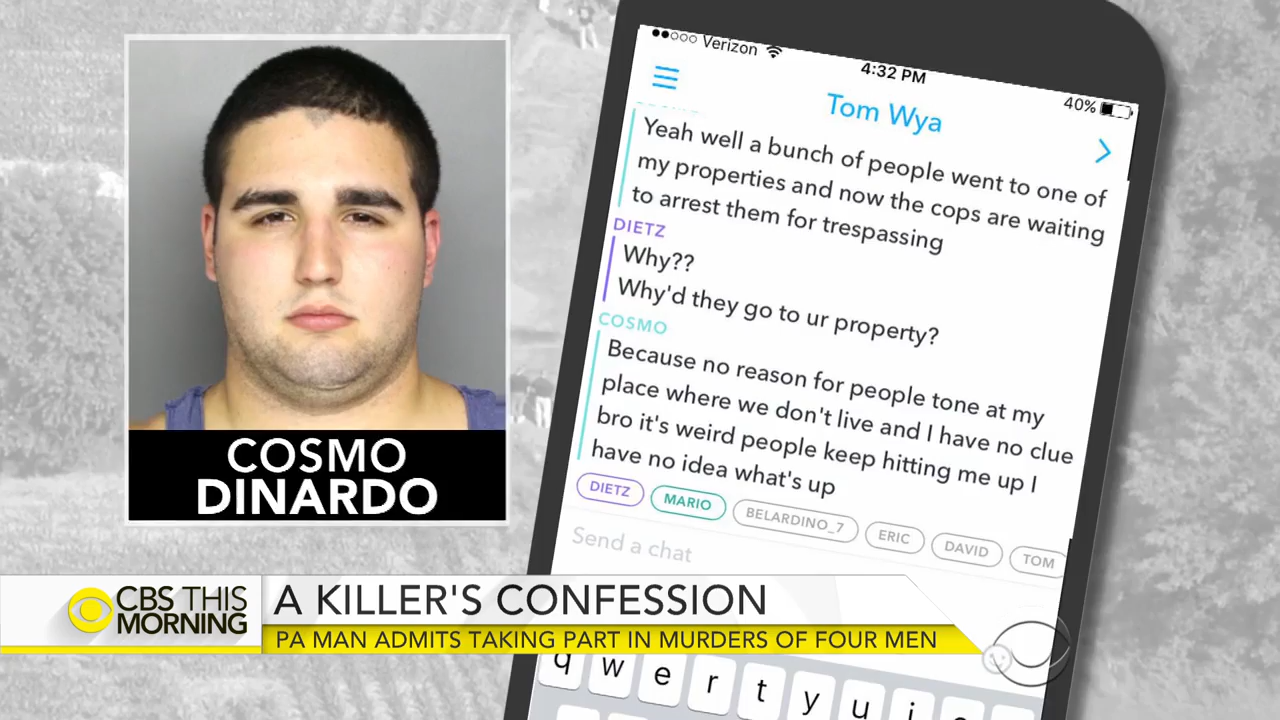 COSMO
DINARDO
Verizon
4:32 PM
40%
Tom Wya
Yeah well a bunch of people went to one of
my properties and now the cops are waiting
to arrest them for trespassing
DIETZ
Why??
Why'd they go to ur property?
COSMO
Because no reason for people tone at my
place where we don't live and I have no clue
bro it's weird people keep hitting me up I
have no idea what's up
DIETZ MARIO BELARDINO_7 ERIC DAVID TOM
Send a chat
CBS THIS
MORNING
A KILLER'S CONFESSION
PA MAN ADMITS TAKING PART IN MURDERS OF FOUR MEN
q w e r t y u i